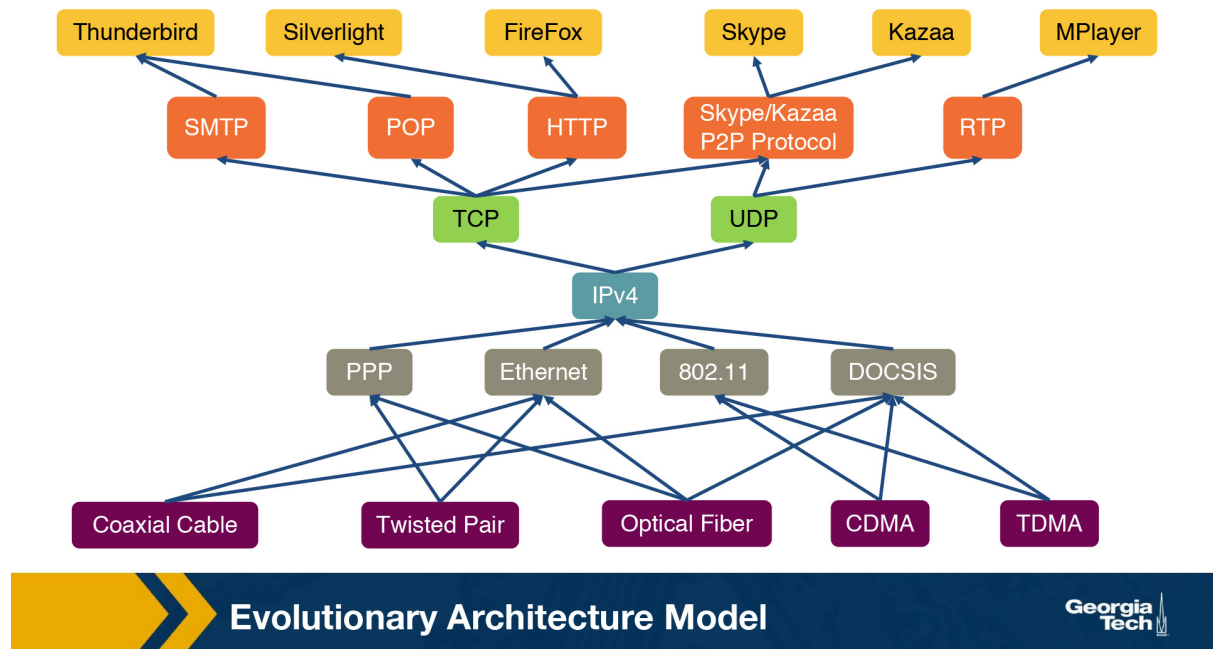 Thunderbird
Silverlight
FireFox
Skype
Kazaa
MPlayer
SMTP
POP
HTTP
Skype/Kazaa
P2P Protocol
RTP
TCP
UDP
IPv4
PPP
Ethernet
802.11
DOCSIS
Coaxial Cable
Twisted Pair
Optical Fiber
CDMA
TDMA
Evolutionary Architecture Model
Georgia
Tech